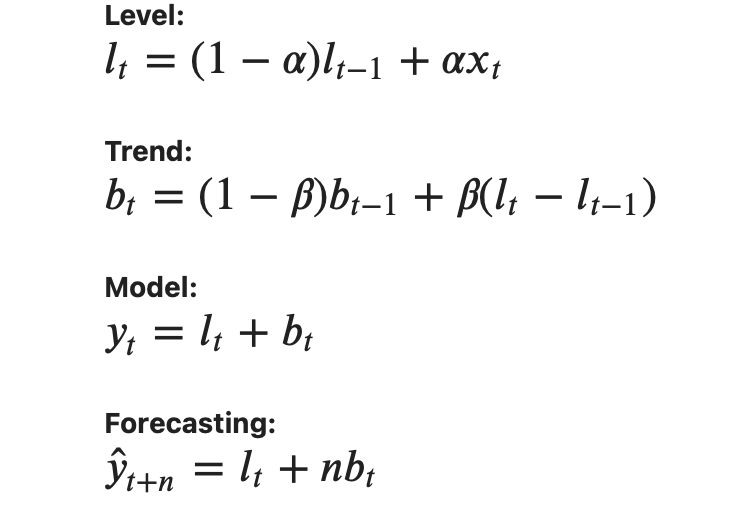 Level:
lₜ = (1 − α)lₜ₋₁ + αxₜ
Trend:
bₜ = (1 − β)bₜ₋₁ + β(lₜ − lₜ₋₁)
Model:
yₜ = lₜ + bₜ
Forecasting:
ŷₜ₊ₙ = lₜ + nbₜ